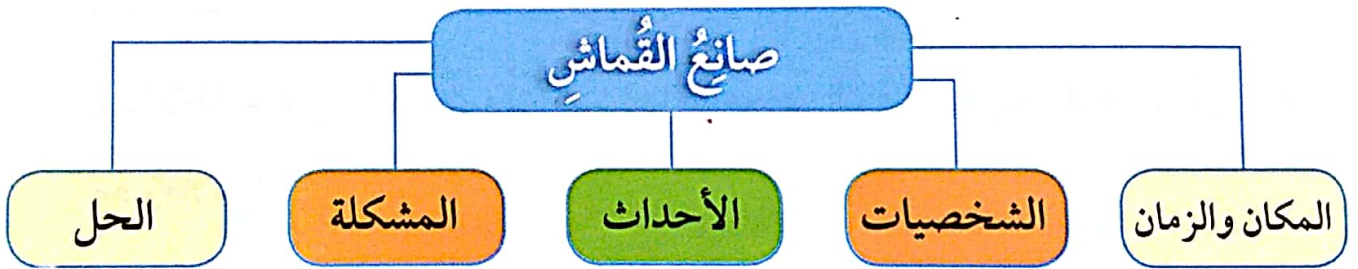 صانِعُ القُماشِ
المكان والزمان
الشخصيات
الأحداث
المشكلة
الحل